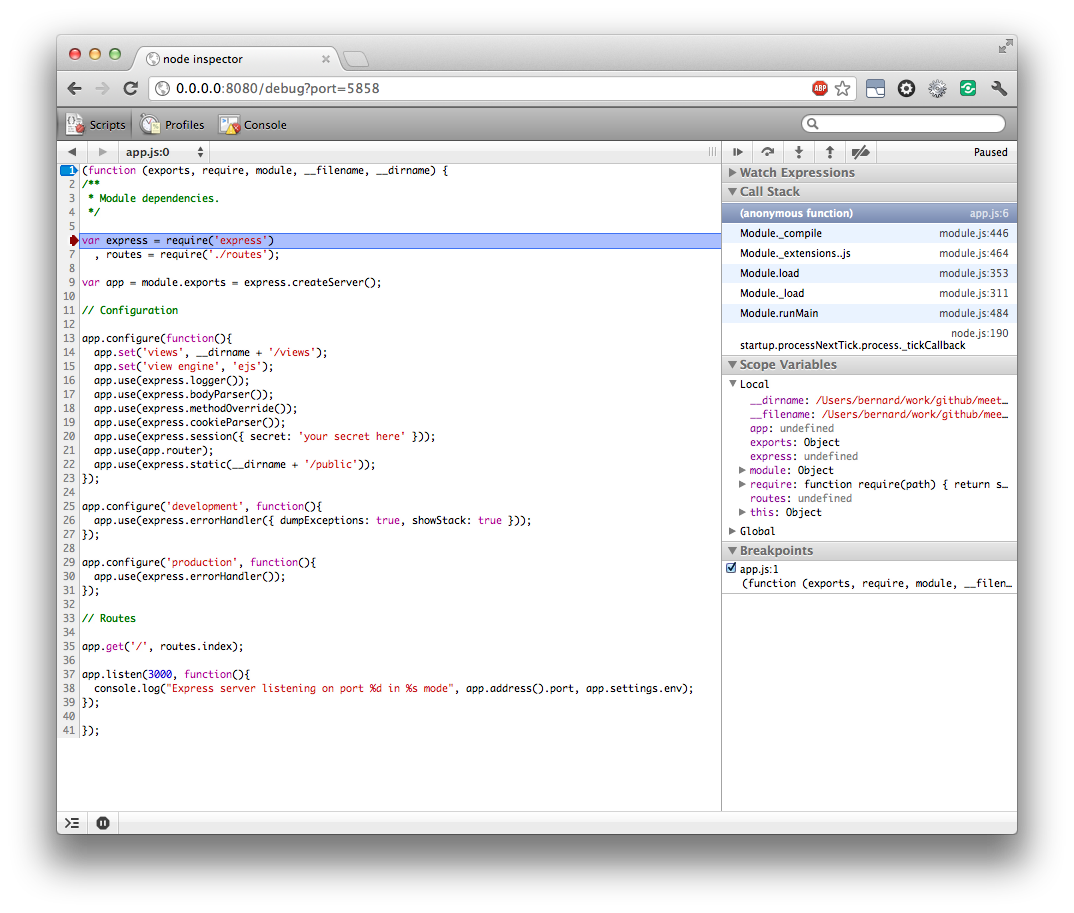 node inspector
0.0.0.0:8080/debug?port=5858
ABP
Scripts Profiles Console
app.js:0
Paused
1 (function (exports, require, module, __filename, __dirname) {
2 /**
3  * Module dependencies.
4  */
5
var express = require('express')
7   , routes = require('./routes');
8
9 var app = module.exports = express.createServer();
10
11 // Configuration
12
13 app.configure(function(){
14   app.set('views', __dirname + '/views');
15   app.set('view engine', 'ejs');
16   app.use(express.logger());
17   app.use(express.bodyParser());
18   app.use(express.methodOverride());
19   app.use(express.cookieParser());
20   app.use(express.session({ secret: 'your secret here' }));
21   app.use(app.router);
22   app.use(express.static(__dirname + '/public'));
23 });
24
25 app.configure('development', function(){
26   app.use(express.errorHandler({ dumpExceptions: true, showStack: true }));
27 });
28
29 app.configure('production', function(){
30   app.use(express.errorHandler());
31 });
32
33 // Routes
34
35 app.get('/', routes.index);
36
37 app.listen(3000, function(){
38   console.log("Express server listening on port %d in %s mode", app.address().port, app.settings.env);
39 });
40
41 });
Watch Expressions
Call Stack
(anonymous function) app.js:6
Module._compile module.js:446
Module._extensions..js module.js:464
Module.load module.js:353
Module._load module.js:311
Module.runMain module.js:484
node.js:190
startup.processNextTick.process._tickCallback
Scope Variables
Local
__dirname: /Users/bernard/work/github/meet…
__filename: /Users/bernard/work/github/mee…
app: undefined
exports: Object
express: undefined
module: Object
require: function require(path) { return s…
routes: undefined
this: Object
Global
Breakpoints
app.js:1
(function (exports, require, module, __filen…